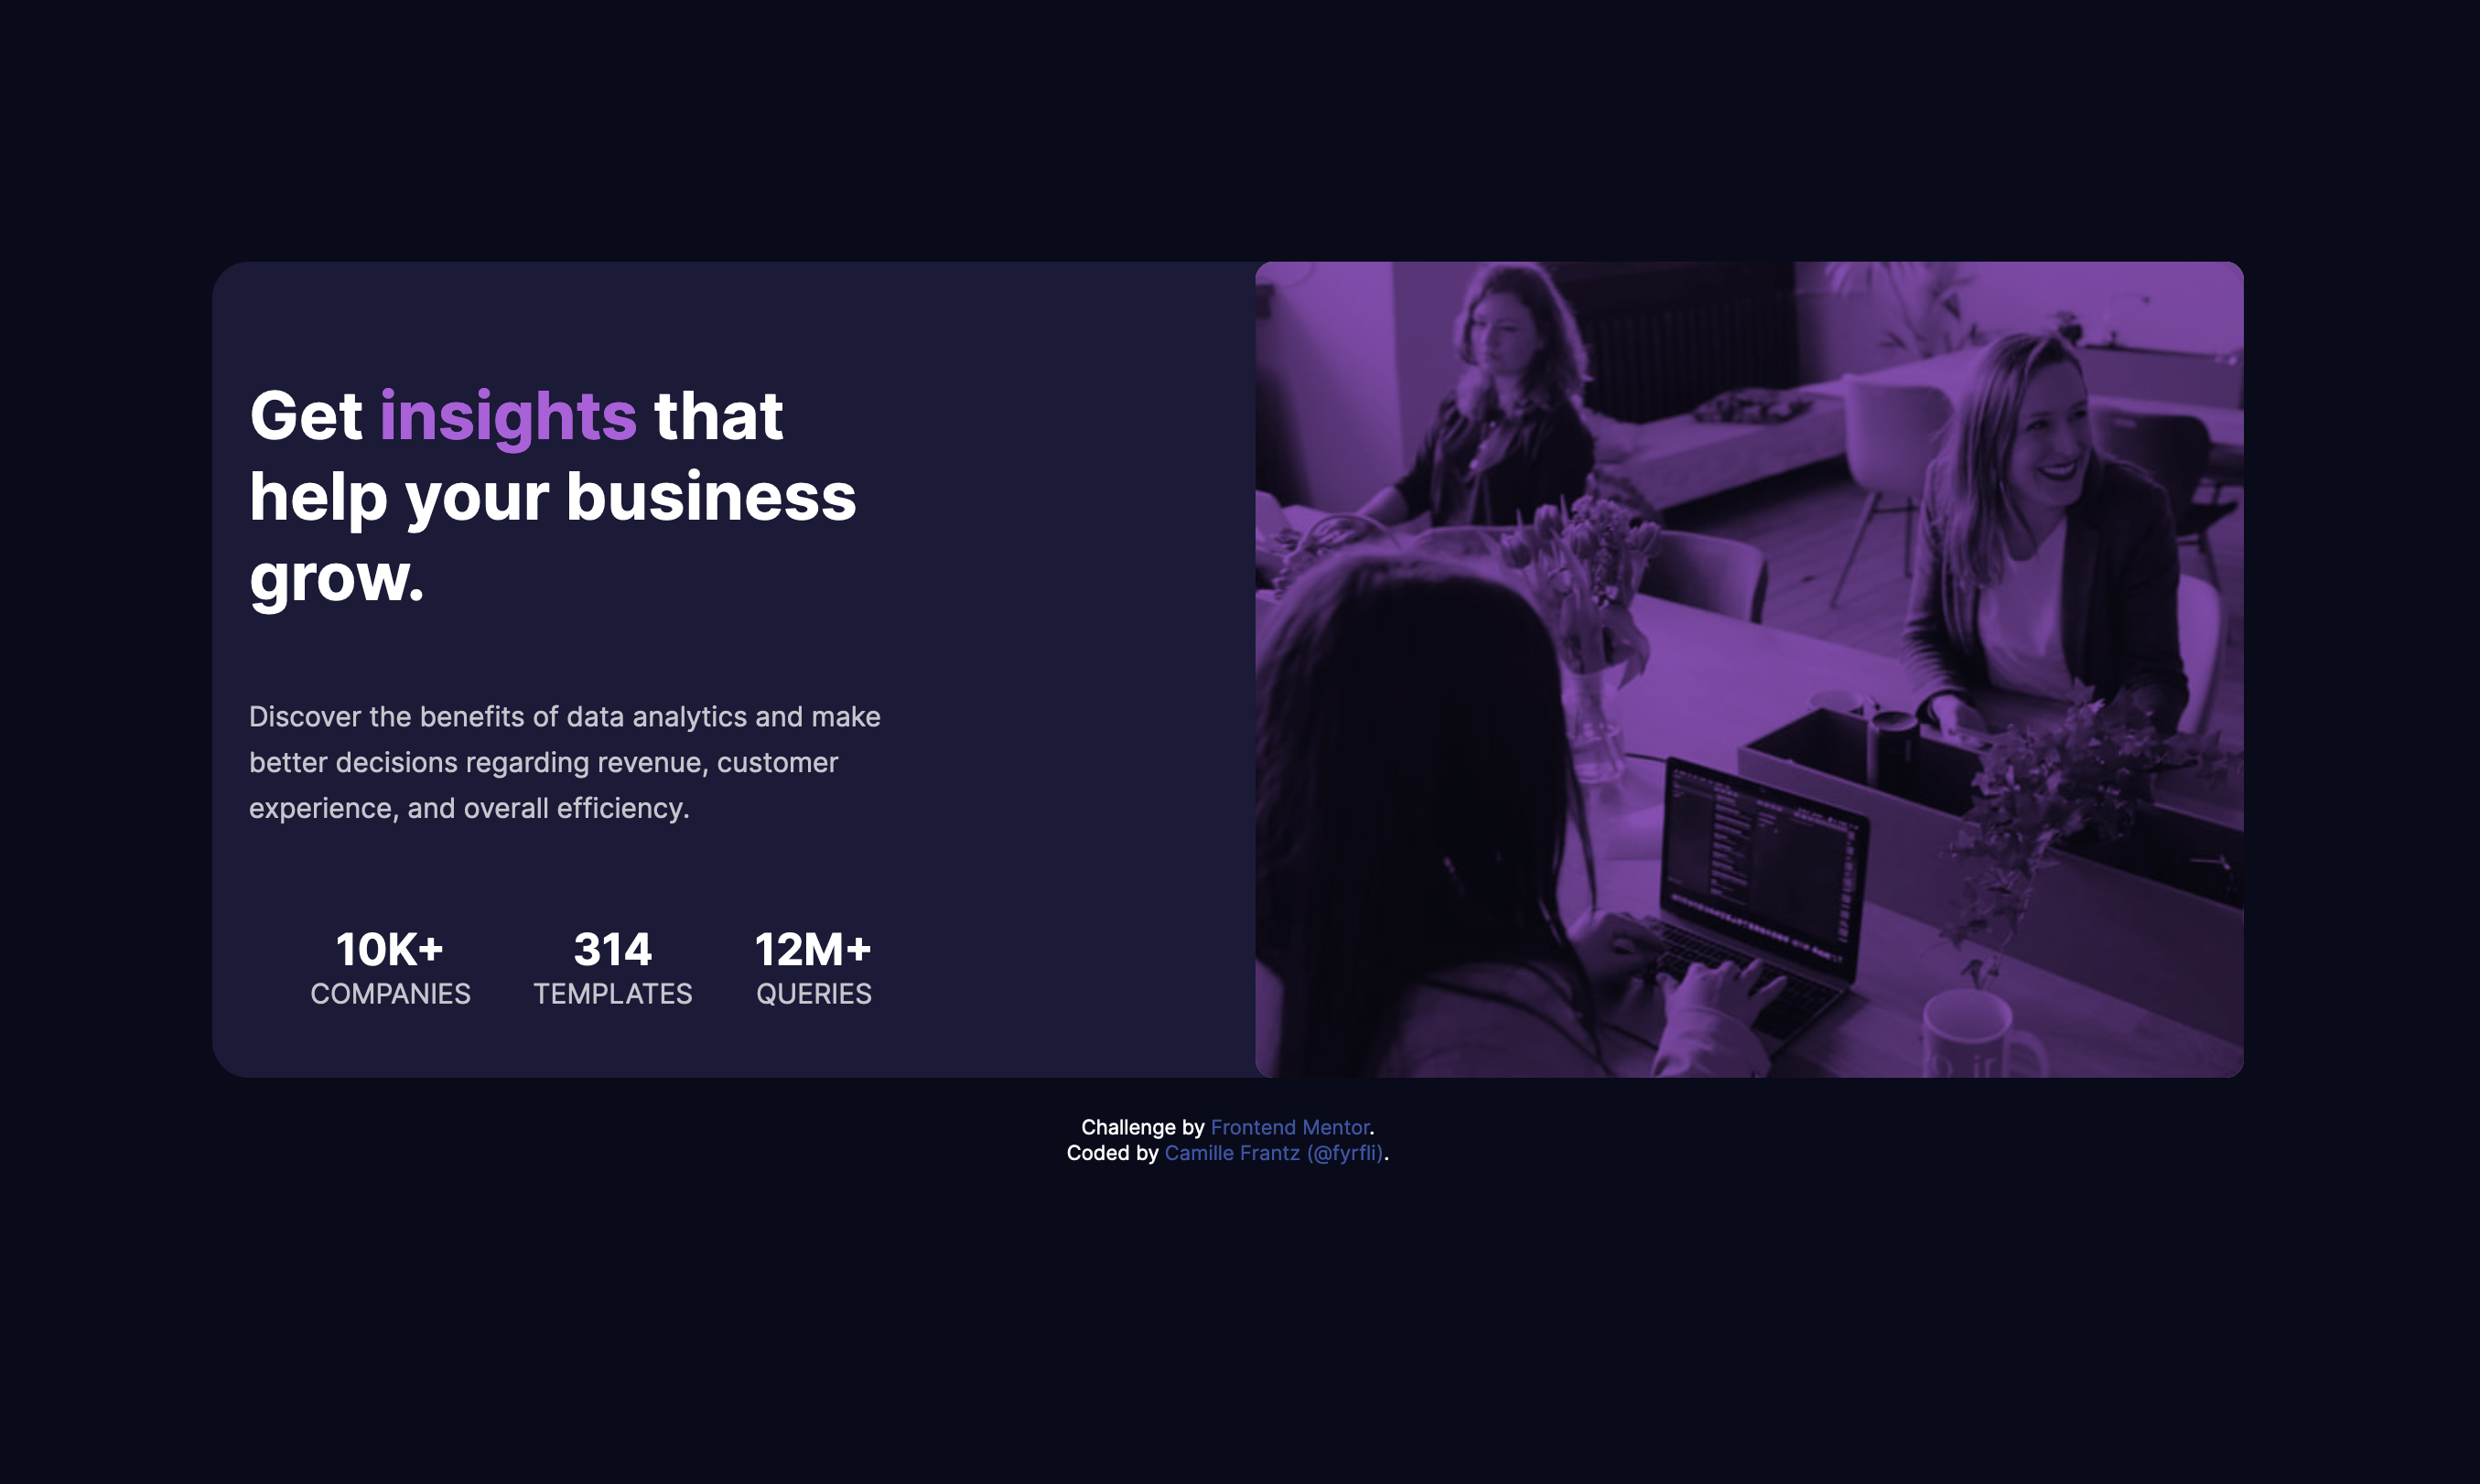 Get insights that
help your business
grow.
Discover the benefits of data analytics and make
better decisions regarding revenue, customer
experience, and overall efficiency.
10K+ 314 12M+
COMPANIES TEMPLATES QUERIES
Challenge by Frontend Mentor.
Coded by Camille Frantz (@fyrfli).